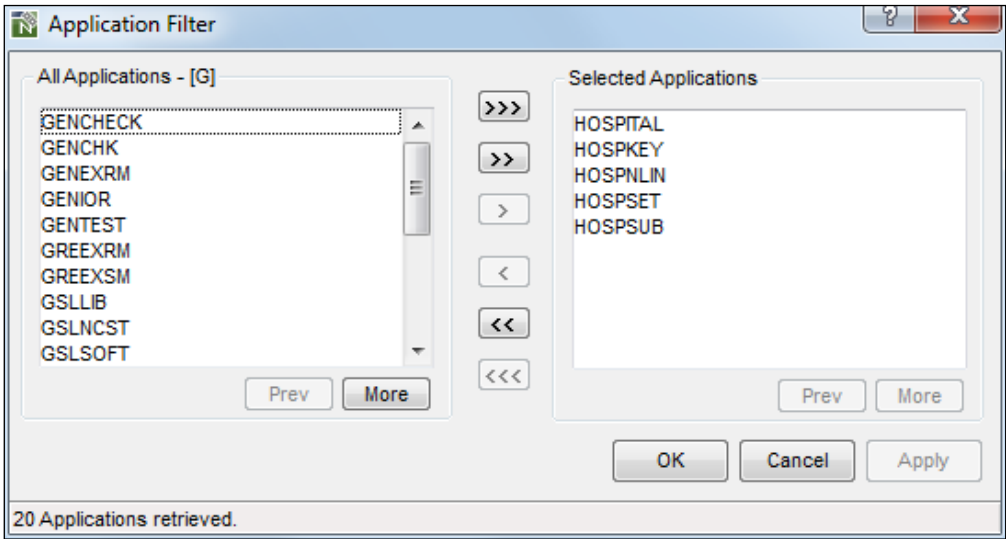 Application Filter
All Applications - [G]
GENCHECK
GENCHK
GENEXRM
GENIOR
GENTEST
GREEXRM
GREEXSM
GSLLIB
GSLNCST
GSLSOFT
Prev More
>>>
>>
>
<
<<
<<<
Selected Applications
HOSPITAL
HOSPKEY
HOSPNLIN
HOSPSET
HOSPSUB
Prev More
OK Cancel Apply
20 Applications retrieved.